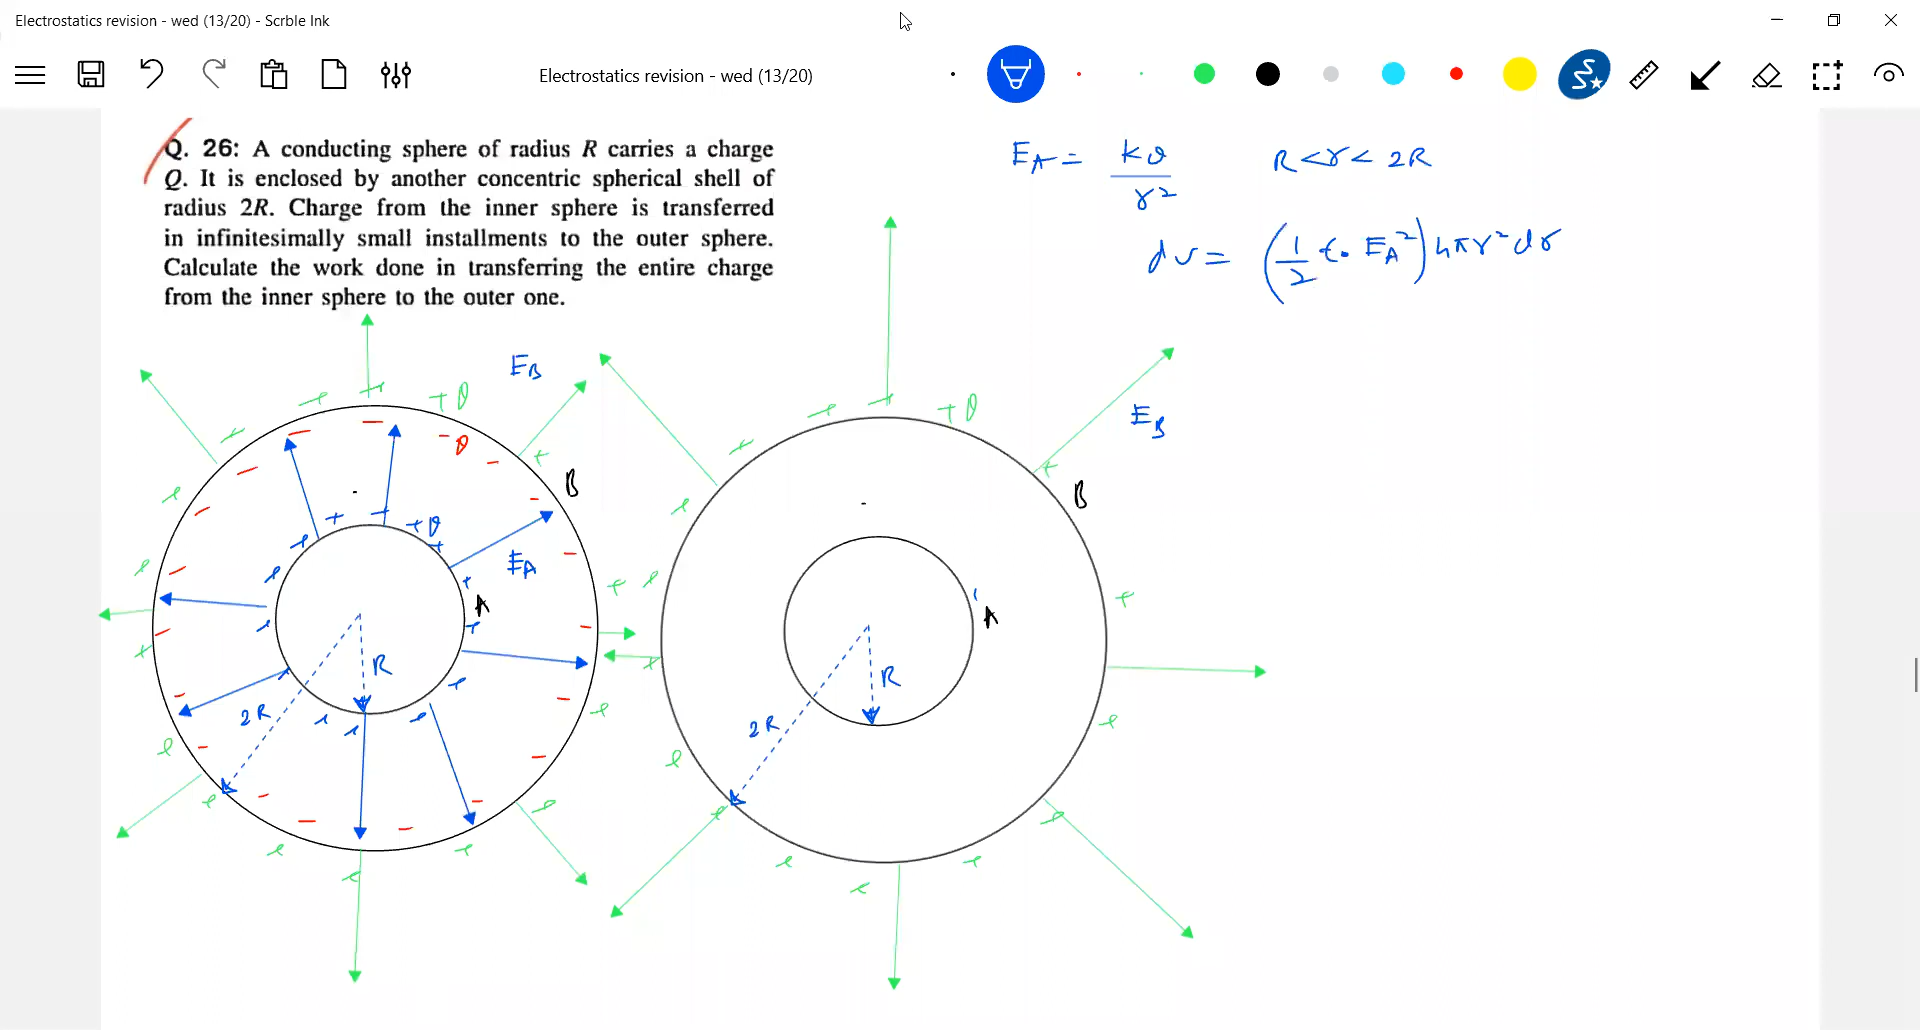 Electrostatics revision - wed (13/20) - Scrble Ink
Electrostatics revision - wed (13/20)
Q. 26: A conducting sphere of radius R carries a charge
Q. It is enclosed by another concentric spherical shell of
radius 2R. Charge from the inner sphere is transferred
in infinitesimally small installments to the outer sphere.
Calculate the work done in transferring the entire charge
from the inner sphere to the outer one.
E_A = kQ / r² R < r < 2R
dU = (1/2 ε₀ E_A²) 4πr² dr
E_B
+Q
-Q
B
+Q
E_A
A
R
2R
+Q
E_B
B
A
R
2R